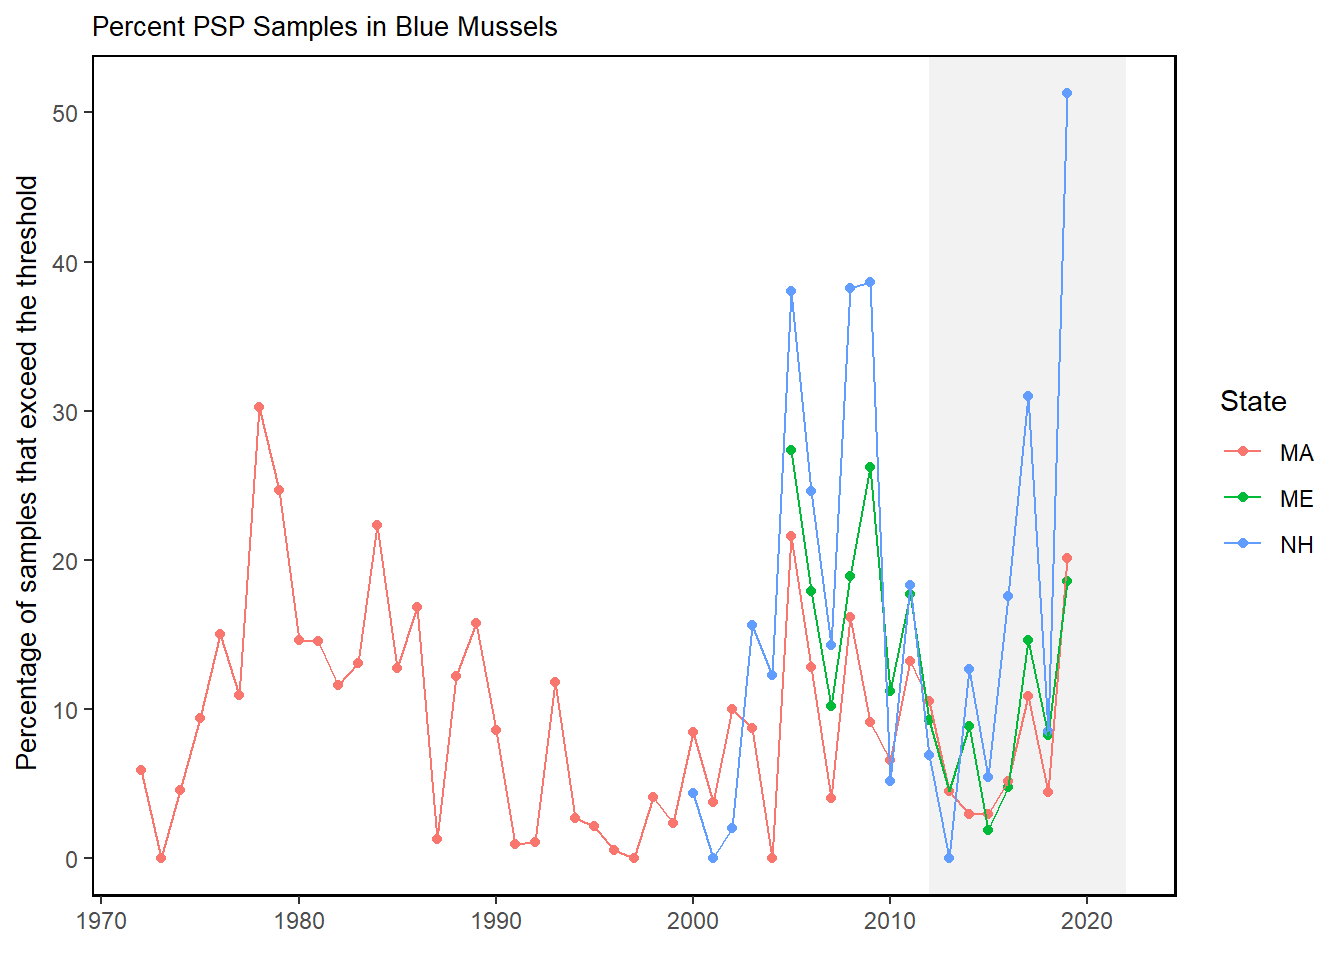 Percent PSP Samples in Blue Mussels
Percentage of samples that exceed the threshold
50
40
30
20
10
0
1970 1980 1990 2000 2010 2020
State
MA
ME
NH